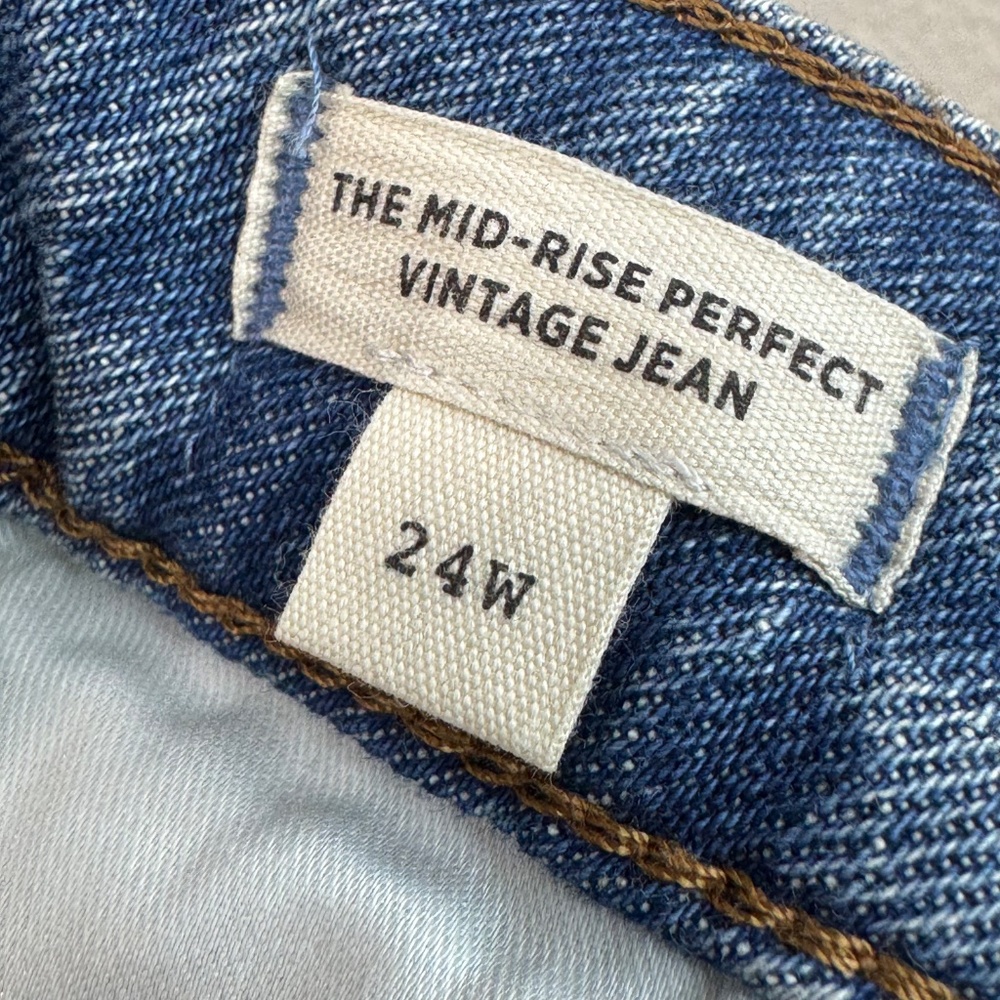 THE MID-RISE PERFECT
VINTAGE JEAN
24W